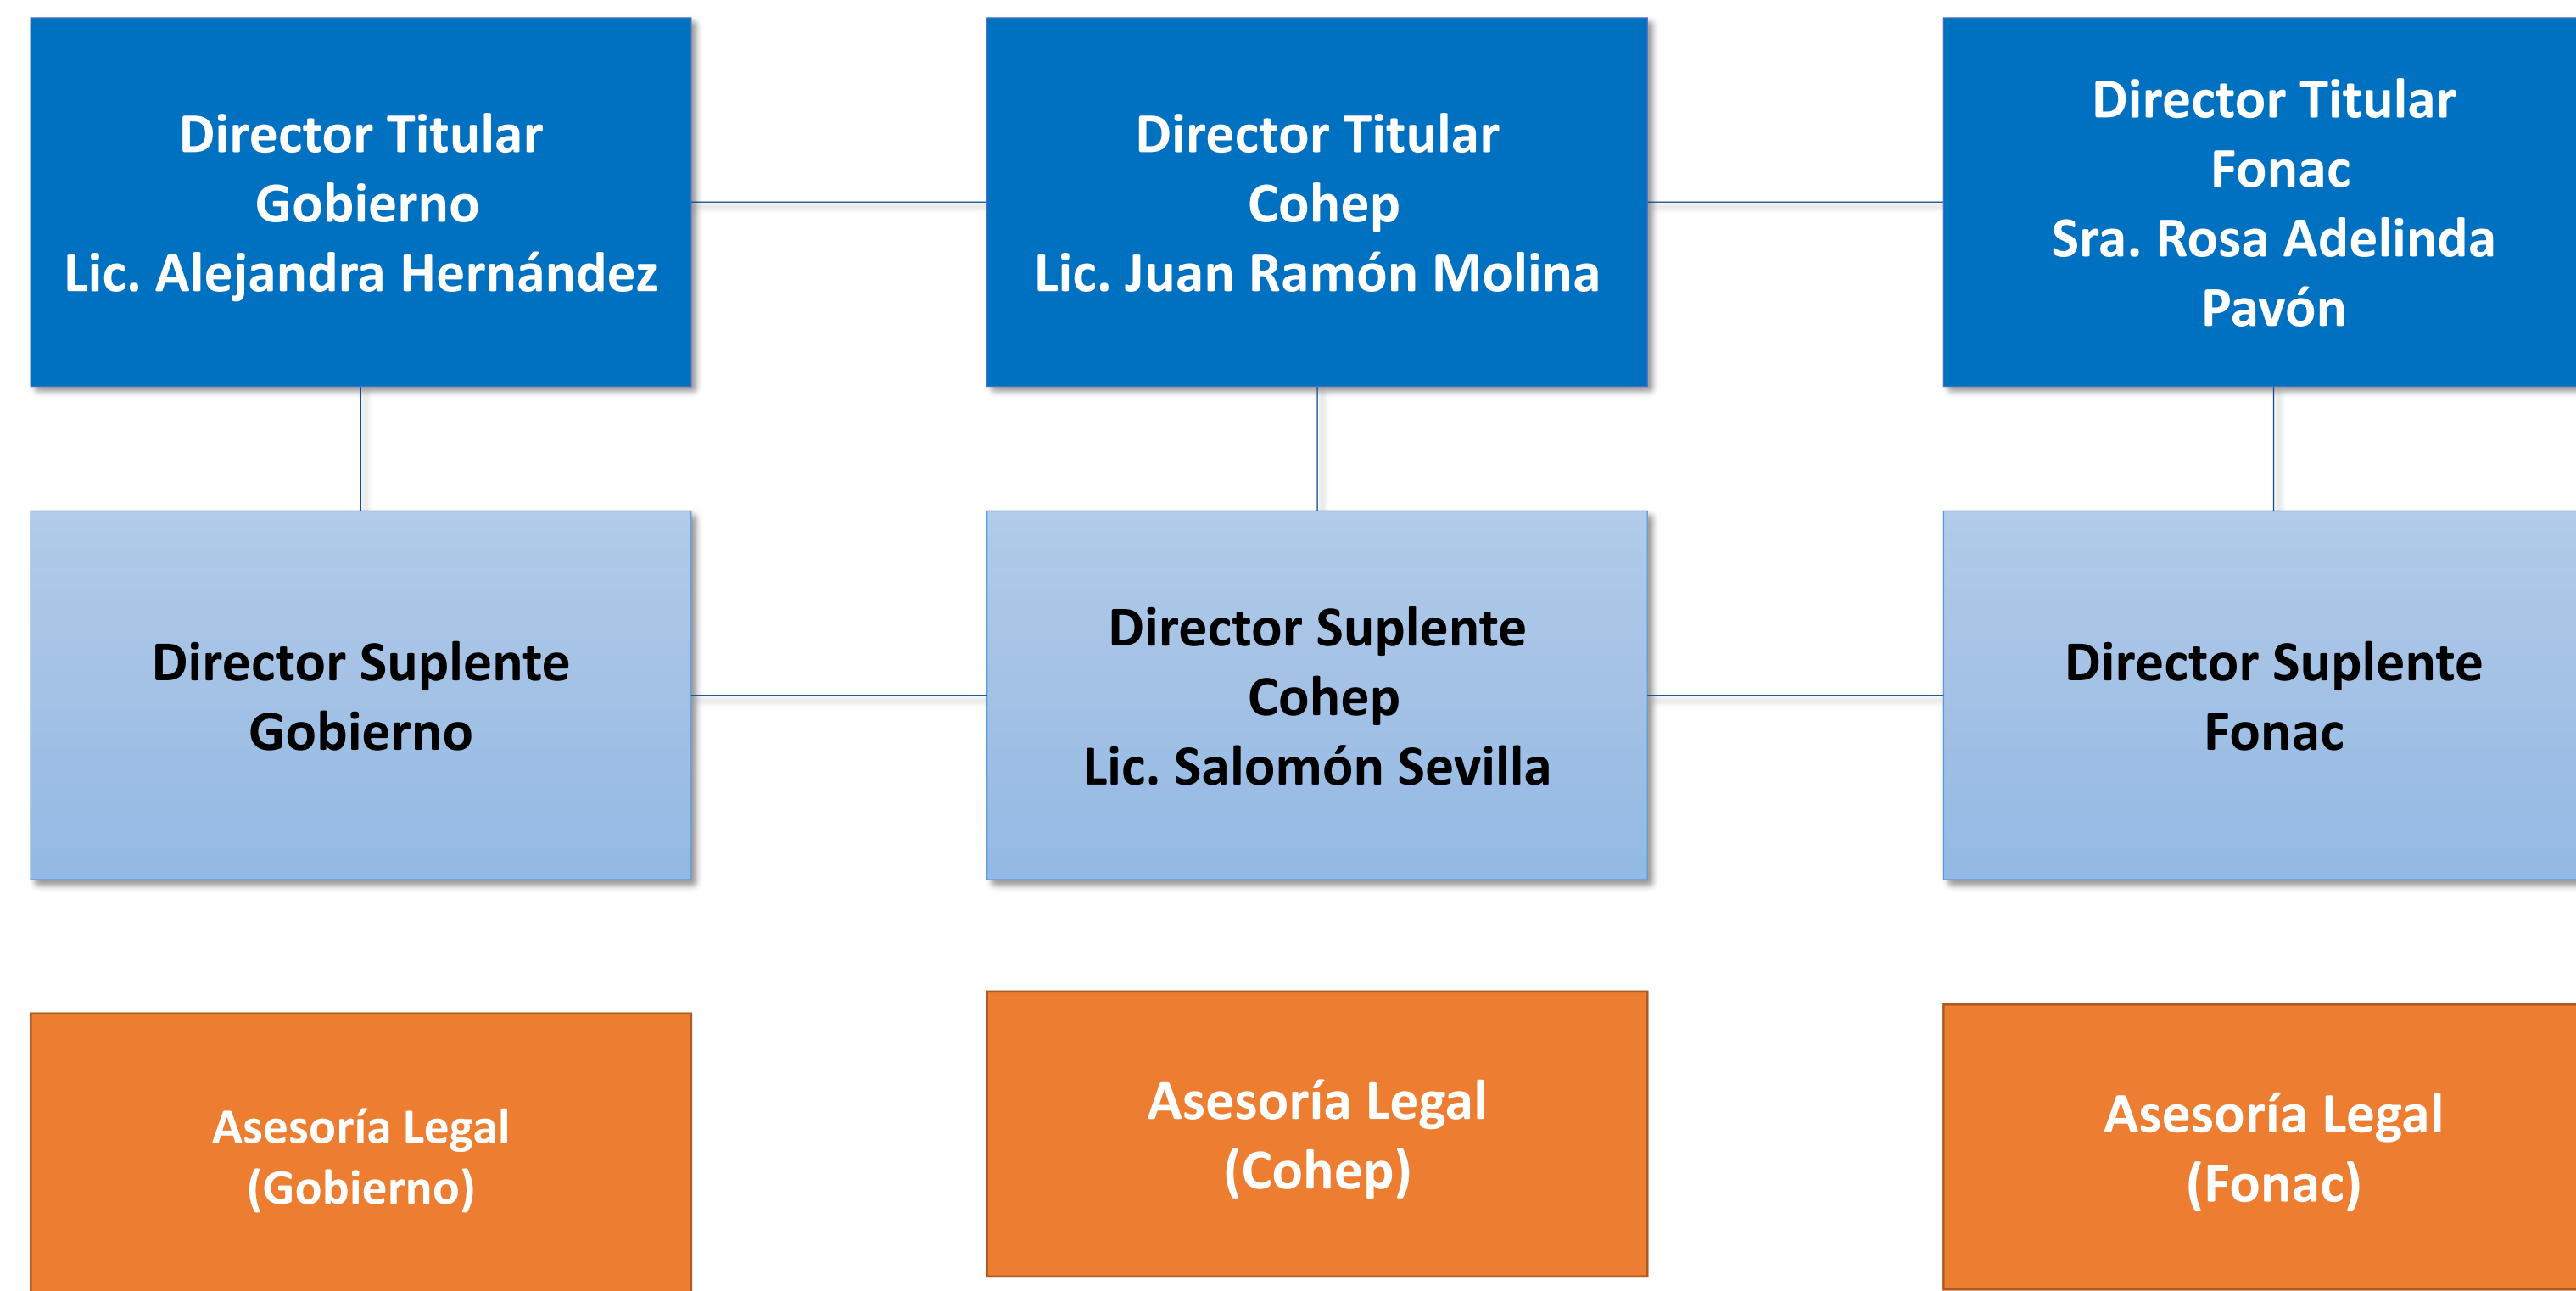 Director Titular
Gobierno
Lic. Alejandra Hernández
Director Titular
Cohep
Lic. Juan Ramón Molina
Director Titular
Fonac
Sra. Rosa Adelinda
Pavón
Director Suplente
Gobierno
Director Suplente
Cohep
Lic. Salomón Sevilla
Director Suplente
Fonac
Asesoría Legal
(Gobierno)
Asesoría Legal
(Cohep)
Asesoría Legal
(Fonac)